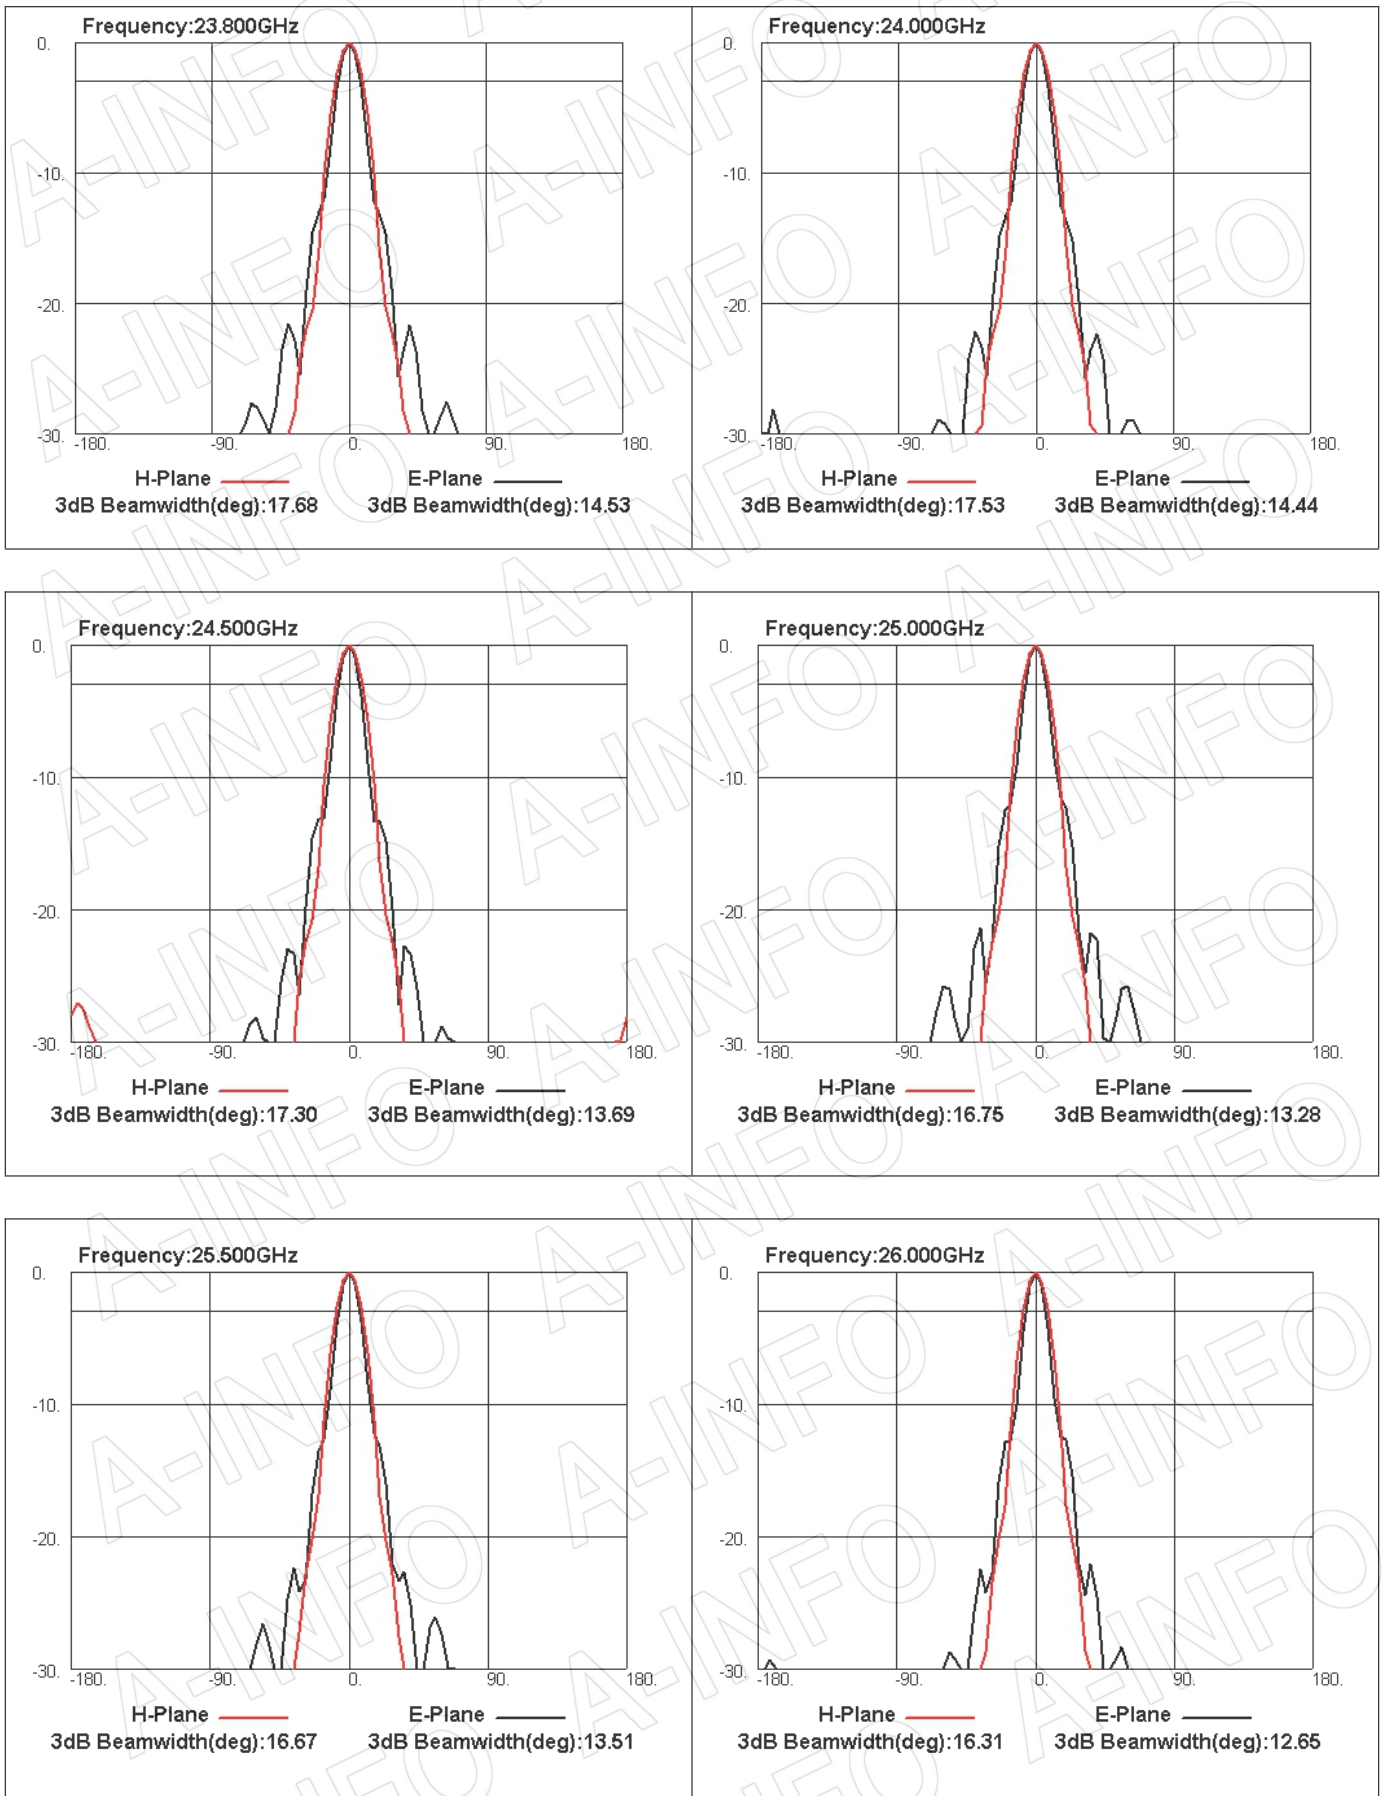 Frequency:23.800GHz
0.
-10.
-20.
-30.
-180.
-90.
0.
90.
180.
H-Plane
E-Plane
3dB Beamwidth(deg):17.68
3dB Beamwidth(deg):14.53
Frequency:24.000GHz
0.
-10.
-20.
-30.
-180.
-90.
0.
90.
180.
H-Plane
E-Plane
3dB Beamwidth(deg):17.53
3dB Beamwidth(deg):14.44
Frequency:24.500GHz
0.
-10.
-20.
-30.
-180.
-90.
0.
90.
180.
H-Plane
E-Plane
3dB Beamwidth(deg):17.30
3dB Beamwidth(deg):13.69
Frequency:25.000GHz
0.
-10.
-20.
-30.
-180.
-90.
0.
90.
180.
H-Plane
E-Plane
3dB Beamwidth(deg):16.75
3dB Beamwidth(deg):13.28
Frequency:25.500GHz
0.
-10.
-20.
-30.
-180.
-90.
0.
90.
180.
H-Plane
E-Plane
3dB Beamwidth(deg):16.67
3dB Beamwidth(deg):13.51
Frequency:26.000GHz
0.
-10.
-20.
-30.
-180.
-90.
0.
90.
180.
H-Plane
E-Plane
3dB Beamwidth(deg):16.31
3dB Beamwidth(deg):12.65
A-INFO